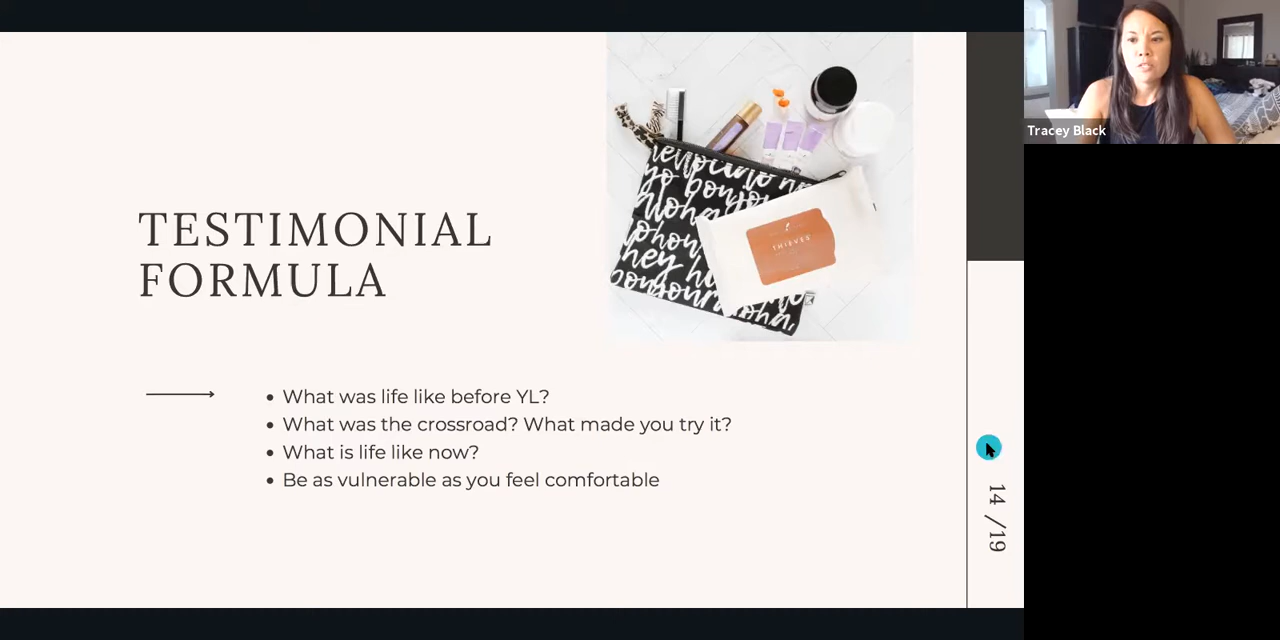 Tracey Black
THIEVES
TESTIMONIAL
FORMULA
What was life like before YL?
What was the crossroad? What made you try it?
What is life like now?
Be as vulnerable as you feel comfortable
14 /19